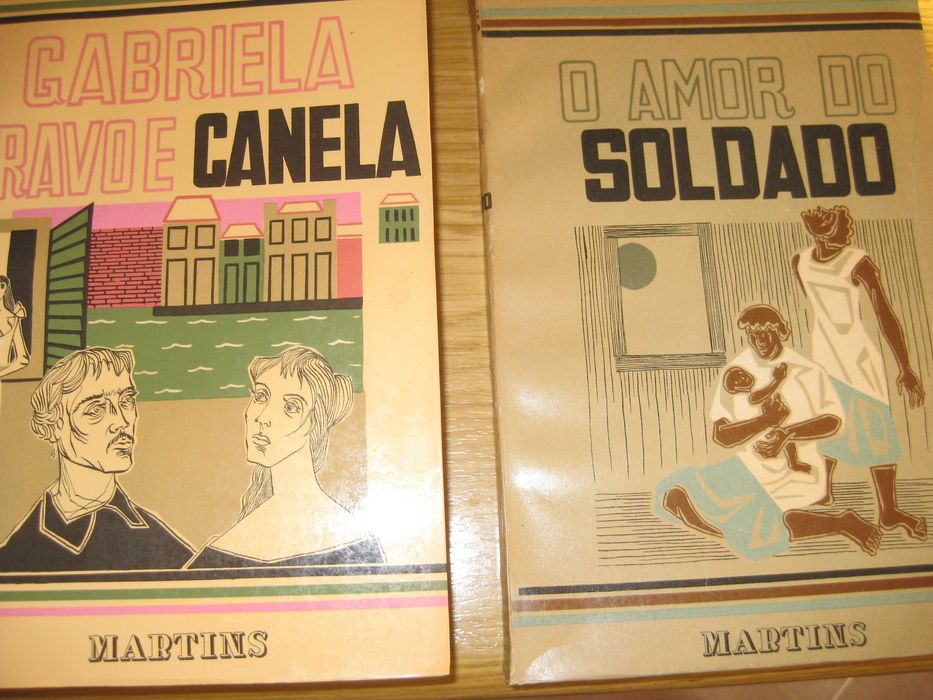 GABRIELA
RAVO E CANELA
MARTINS
O AMOR DO
SOLDADO
MARTINS